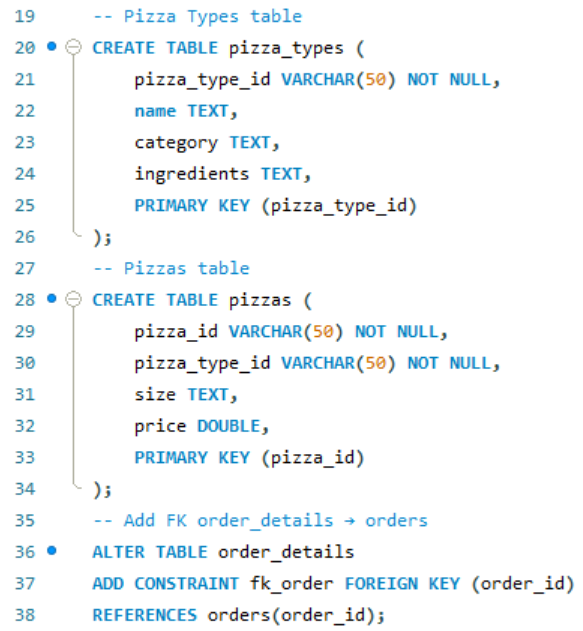 19 -- Pizza Types table
20 CREATE TABLE pizza_types (
21 pizza_type_id VARCHAR(50) NOT NULL,
22 name TEXT,
23 category TEXT,
24 ingredients TEXT,
25 PRIMARY KEY (pizza_type_id)
26 );
27 -- Pizzas table
28 CREATE TABLE pizzas (
29 pizza_id VARCHAR(50) NOT NULL,
30 pizza_type_id VARCHAR(50) NOT NULL,
31 size TEXT,
32 price DOUBLE,
33 PRIMARY KEY (pizza_id)
34 );
35 -- Add FK order_details → orders
36 ALTER TABLE order_details
37 ADD CONSTRAINT fk_order FOREIGN KEY (order_id)
38 REFERENCES orders(order_id);